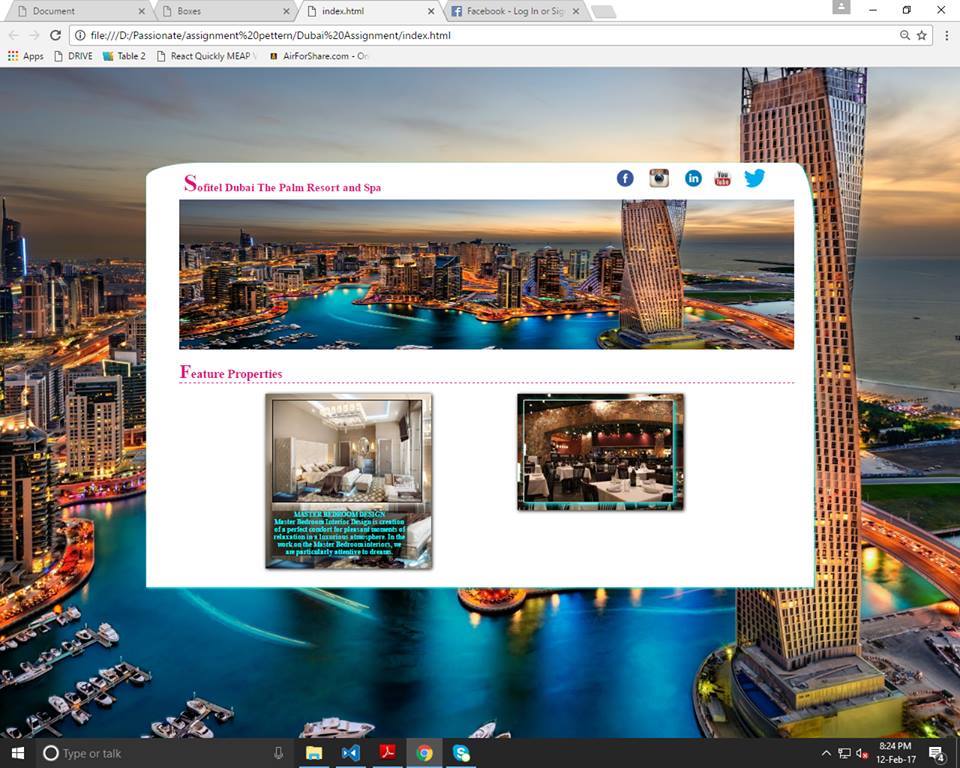 Document
Boxes
index.html
Facebook - Log In or Sig
file:///D:/Passionate/assignment%20pettern/Dubai%20Assignment/index.html
Apps
DRIVE
Table 2
React Quickly MEAP
AirForShare.com - On
Sofitel Dubai The Palm Resort and Spa
You
Tube
Feature Properties
MASTER BEDROOM DESIGN
Master Bedroom Interior Design is creation
of a perfect comfort for pleasant moments of
relaxation in a luxurious atmosphere. In the
work on the Master Bedroom interiors, we
are particularly attentive to dreams.
Type or talk
8:24 PM
12-Feb-17
4